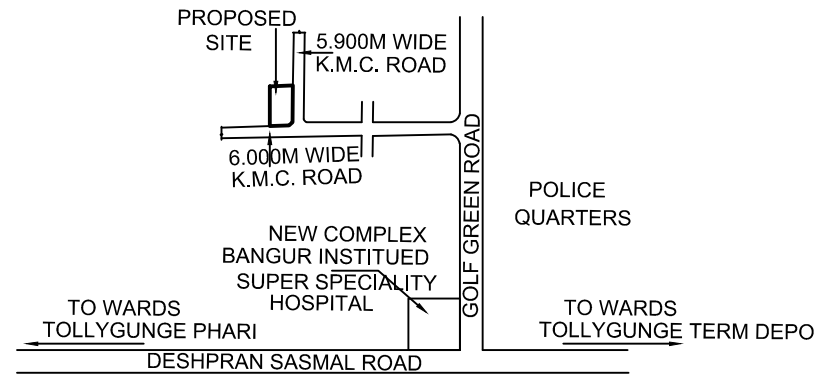 PROPOSED
SITE
5.900M WIDE
K.M.C. ROAD
6.000M WIDE
K.M.C. ROAD
GOLF GREEN ROAD
POLICE
QUARTERS
NEW COMPLEX
BANGUR INSTITUED
SUPER SPECIALITY
HOSPITAL
TO WARDS
TOLLYGUNGE PHARI
TO WARDS
TOLLYGUNGE TERM DEPO
DESHPRAN SASMAL ROAD